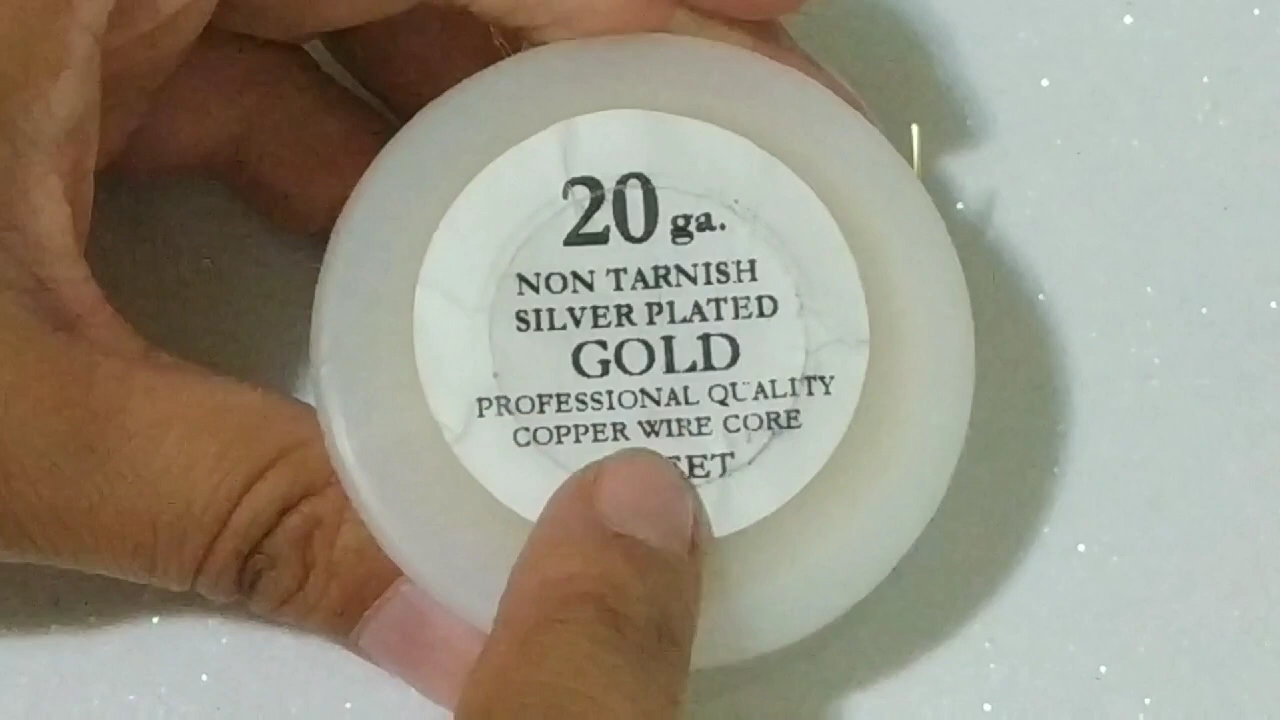 20 ga.
NON TARNISH
SILVER PLATED
GOLD
PROFESSIONAL QUALITY
COPPER WIRE CORE